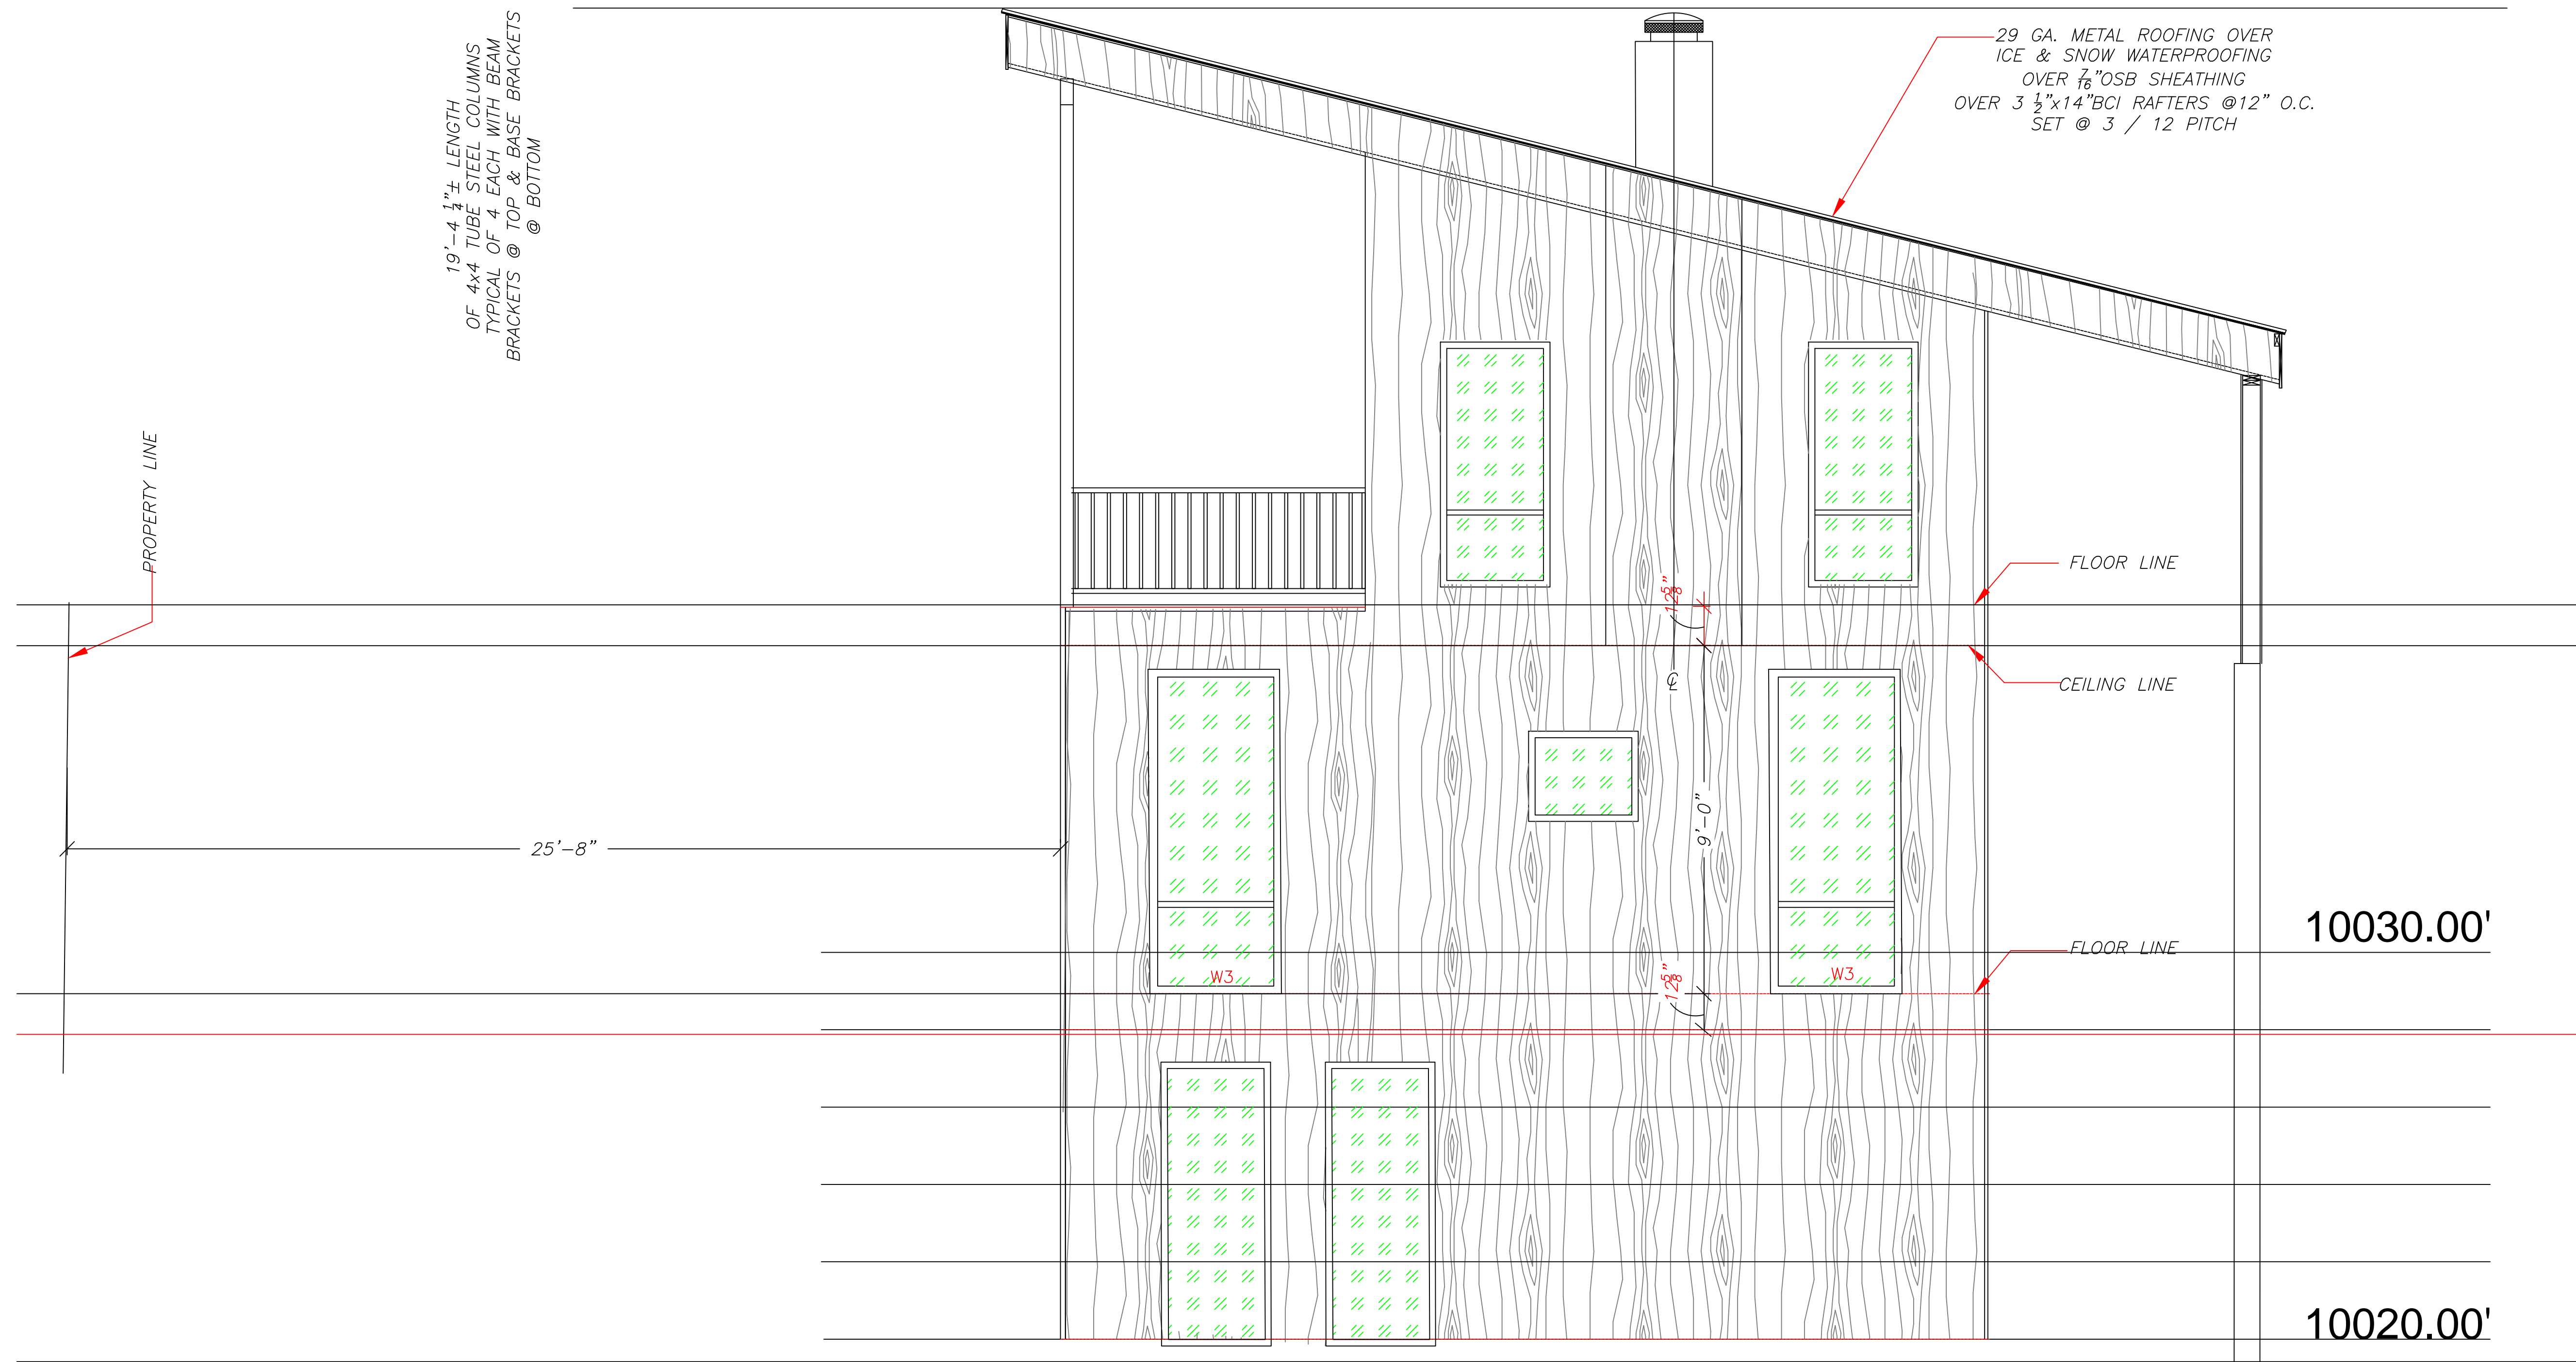 19'-4 1/4"± LENGTH
OF 4x4 TUBE STEEL COLUMNS
TYPICAL OF 4 EACH WITH BEAM
BRACKETS @ TOP & BASE BRACKETS
@ BOTTOM
29 GA. METAL ROOFING OVER
ICE & SNOW WATERPROOFING
OVER 7/16"OSB SHEATHING
OVER 3 1/2"x14"BCI RAFTERS @12" O.C.
SET @ 3 / 12 PITCH
PROPERTY LINE
FLOOR LINE
12 5/8"
CEILING LINE
℄
9'-0"
25'-8"
10030.00'
FLOOR LINE
W3
W3
12 5/8"
10020.00'